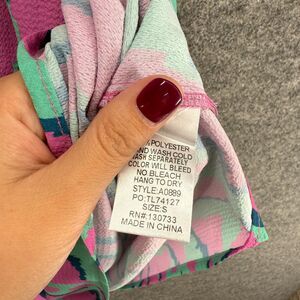 POLYESTER
HAND WASH COLD
WASH SEPARATELY
COLOR WILL BLEED
NO BLEACH
HANG TO DRY
STYLE:A0889
PO:TL74127
SIZE:S
RN#:130733
MADE IN CHINA